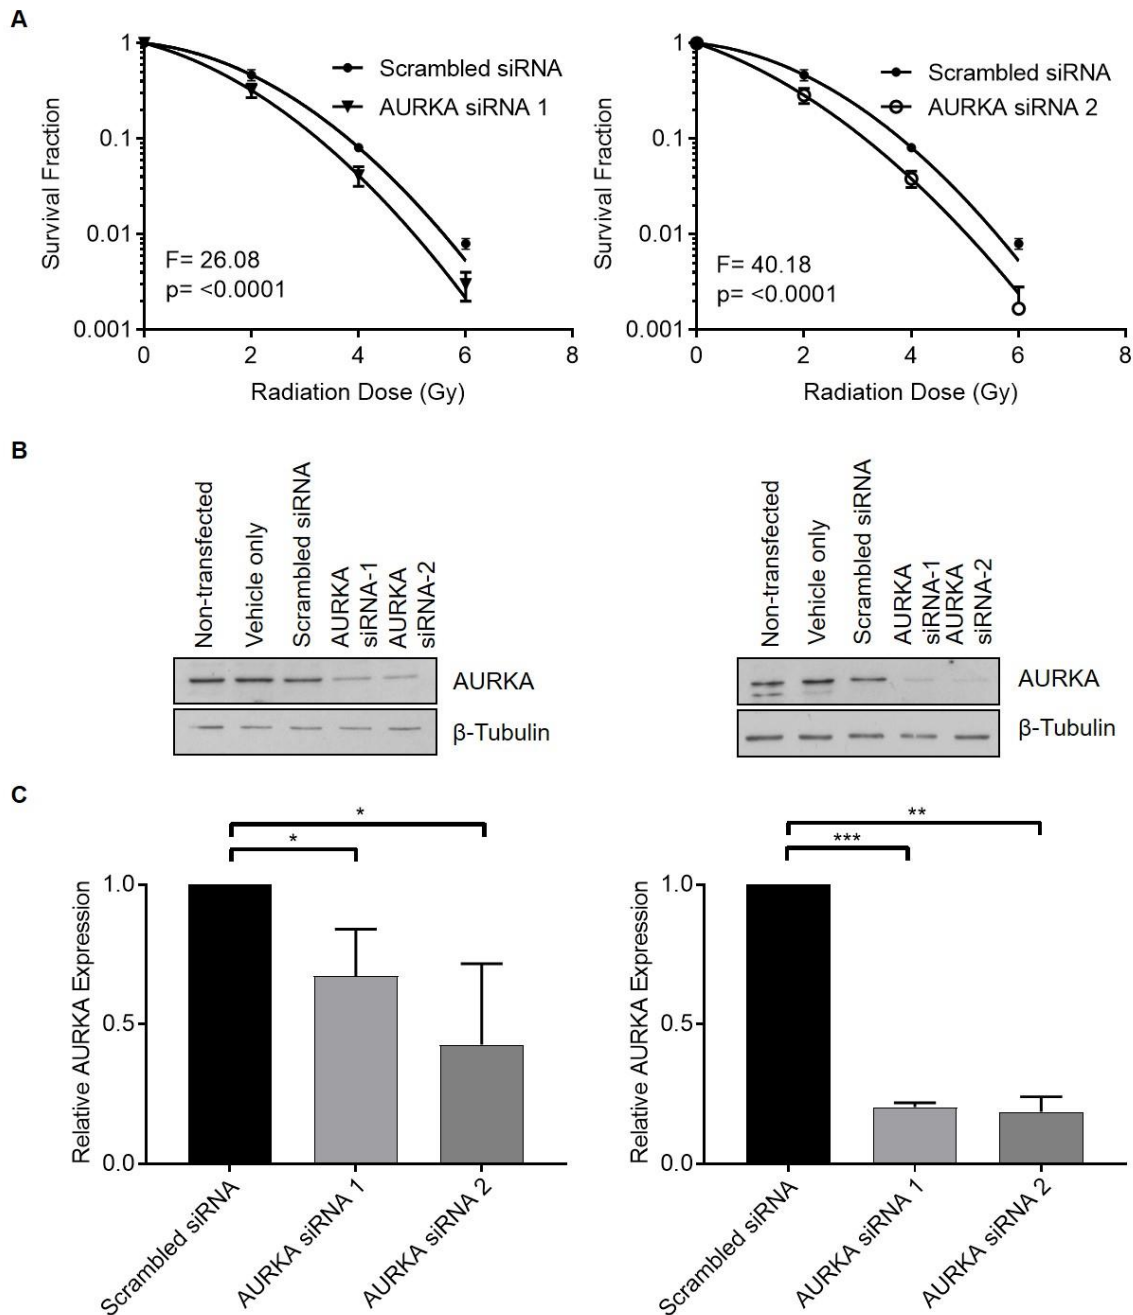 A
1
0.1
0.01
0.001
Survival Fraction
Scrambled siRNA
AURKA siRNA 1
F= 26.08
p= <0.0001
0 2 4 6 8
Radiation Dose (Gy)
1
0.1
0.01
0.001
Survival Fraction
Scrambled siRNA
AURKA siRNA 2
F= 40.18
p= <0.0001
0 2 4 6 8
Radiation Dose (Gy)
B
Non-transfected
Vehicle only
Scrambled siRNA
AURKA
siRNA-1
AURKA
siRNA-2
AURKA
β-Tubulin
Non-transfected
Vehicle only
Scrambled siRNA
AURKA
siRNA-1
AURKA
siRNA-2
AURKA
β-Tubulin
C
*
*
1.0
0.5
0.0
Relative AURKA Expression
Scrambled siRNA
AURKA siRNA 1
AURKA siRNA 2
**
***
1.0
0.5
0.0
Relative AURKA Expression
Scrambled siRNA
AURKA siRNA 1
AURKA siRNA 2